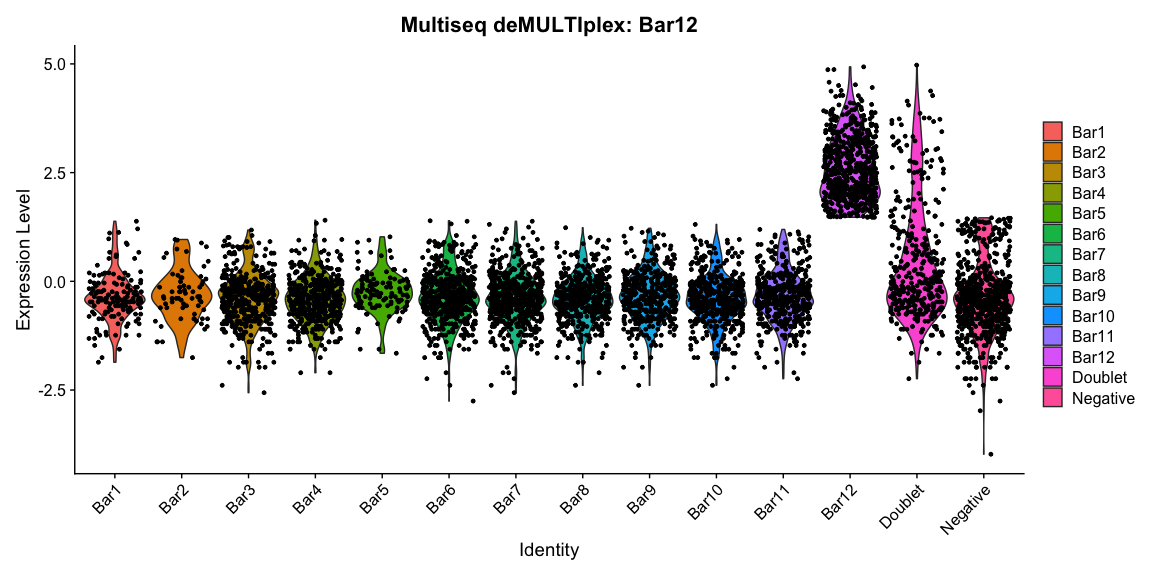 Multiseq deMULTIplex: Bar12
5.0
2.5
0.0
-2.5
Expression Level
Bar1
Bar2
Bar3
Bar4
Bar5
Bar6
Bar7
Bar8
Bar9
Bar10
Bar11
Bar12
Doublet
Negative
Identity
Bar1
Bar2
Bar3
Bar4
Bar5
Bar6
Bar7
Bar8
Bar9
Bar10
Bar11
Bar12
Doublet
Negative